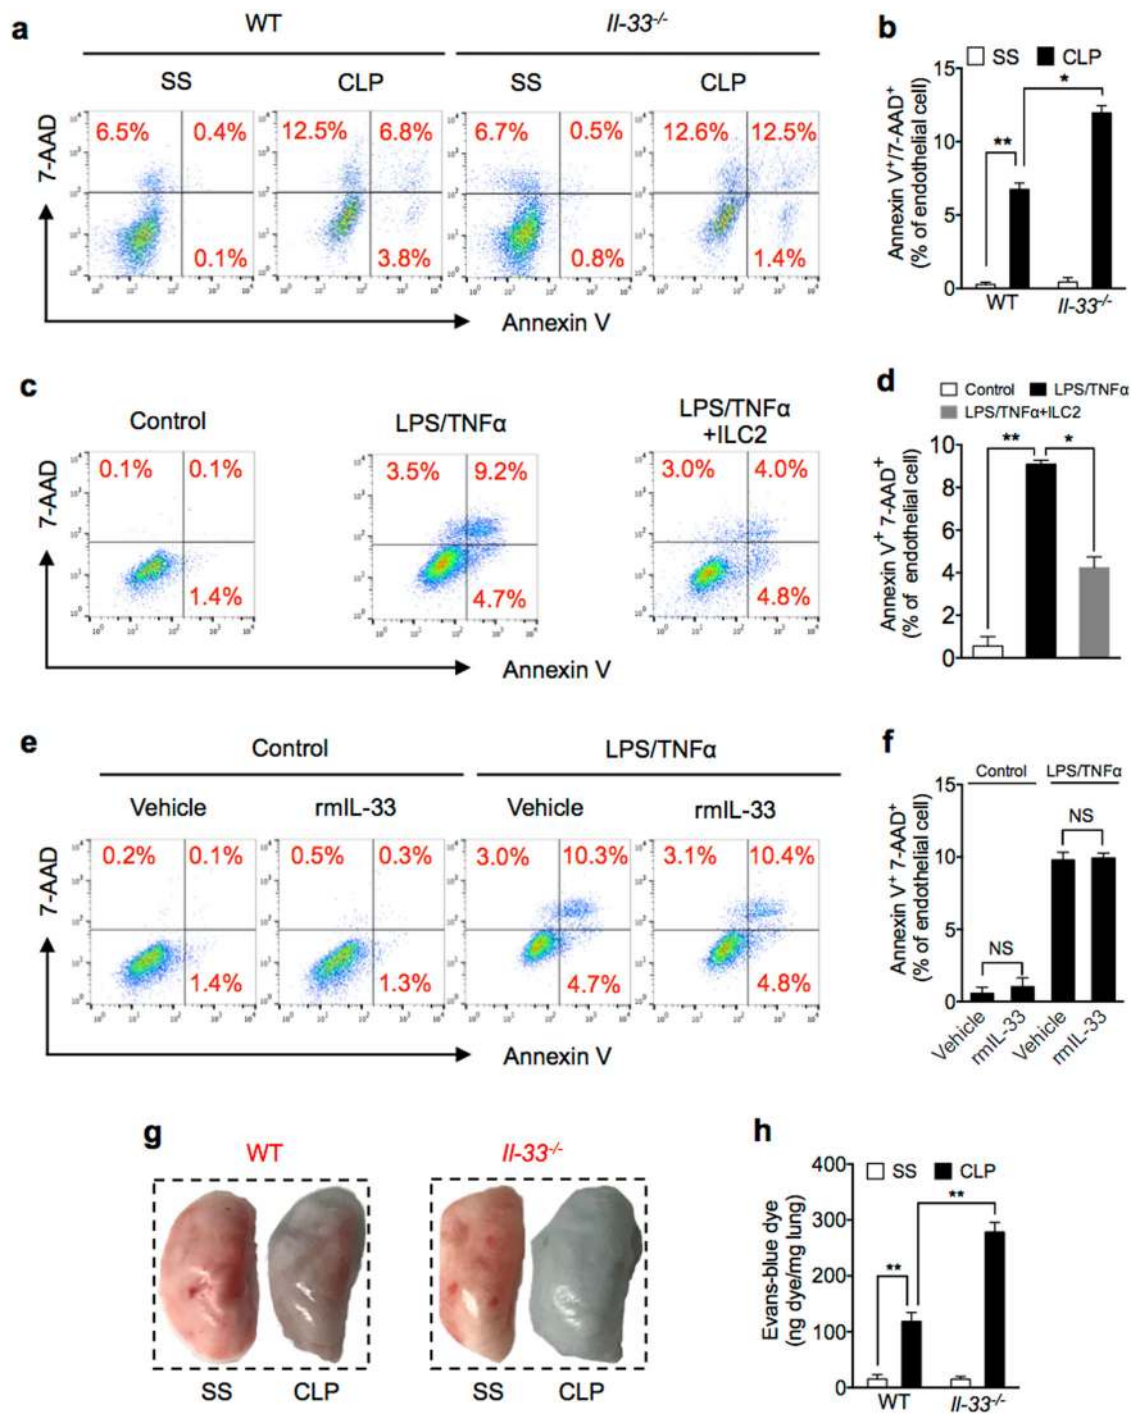 a
WT
Il-33-/-
SS
CLP
SS
CLP
7-AAD
6.5%
0.4%
0.1%
12.5%
6.8%
3.8%
6.7%
0.5%
0.8%
12.6%
12.5%
1.4%
Annexin V
b
SS
CLP
Annexin V+/7-AAD+
(% of endothelial cell)
15
10
5
0
**
*
WT
Il-33-/-
c
Control
LPS/TNFα
LPS/TNFα
+ILC2
7-AAD
0.1%
0.1%
1.4%
3.5%
9.2%
4.7%
3.0%
4.0%
4.8%
Annexin V
d
Control
LPS/TNFα
LPS/TNFα+ILC2
Annexin V+ 7-AAD+
(% of endothelial cell)
10
8
6
4
2
0
**
*
e
Control
LPS/TNFα
Vehicle
rmIL-33
Vehicle
rmIL-33
7-AAD
0.2%
0.1%
1.4%
0.5%
0.3%
1.3%
3.0%
10.3%
4.7%
3.1%
10.4%
4.8%
Annexin V
f
Control
LPS/TNFα
Annexin V+ 7-AAD+
(% of endothelial cell)
15
10
5
0
NS
NS
Vehicle
rmIL-33
Vehicle
rmIL-33
g
WT
Il-33-/-
SS
CLP
SS
CLP
h
SS
CLP
Evans-blue dye
(ng dye/mg lung)
400
300
200
100
0
**
**
WT
Il-33-/-